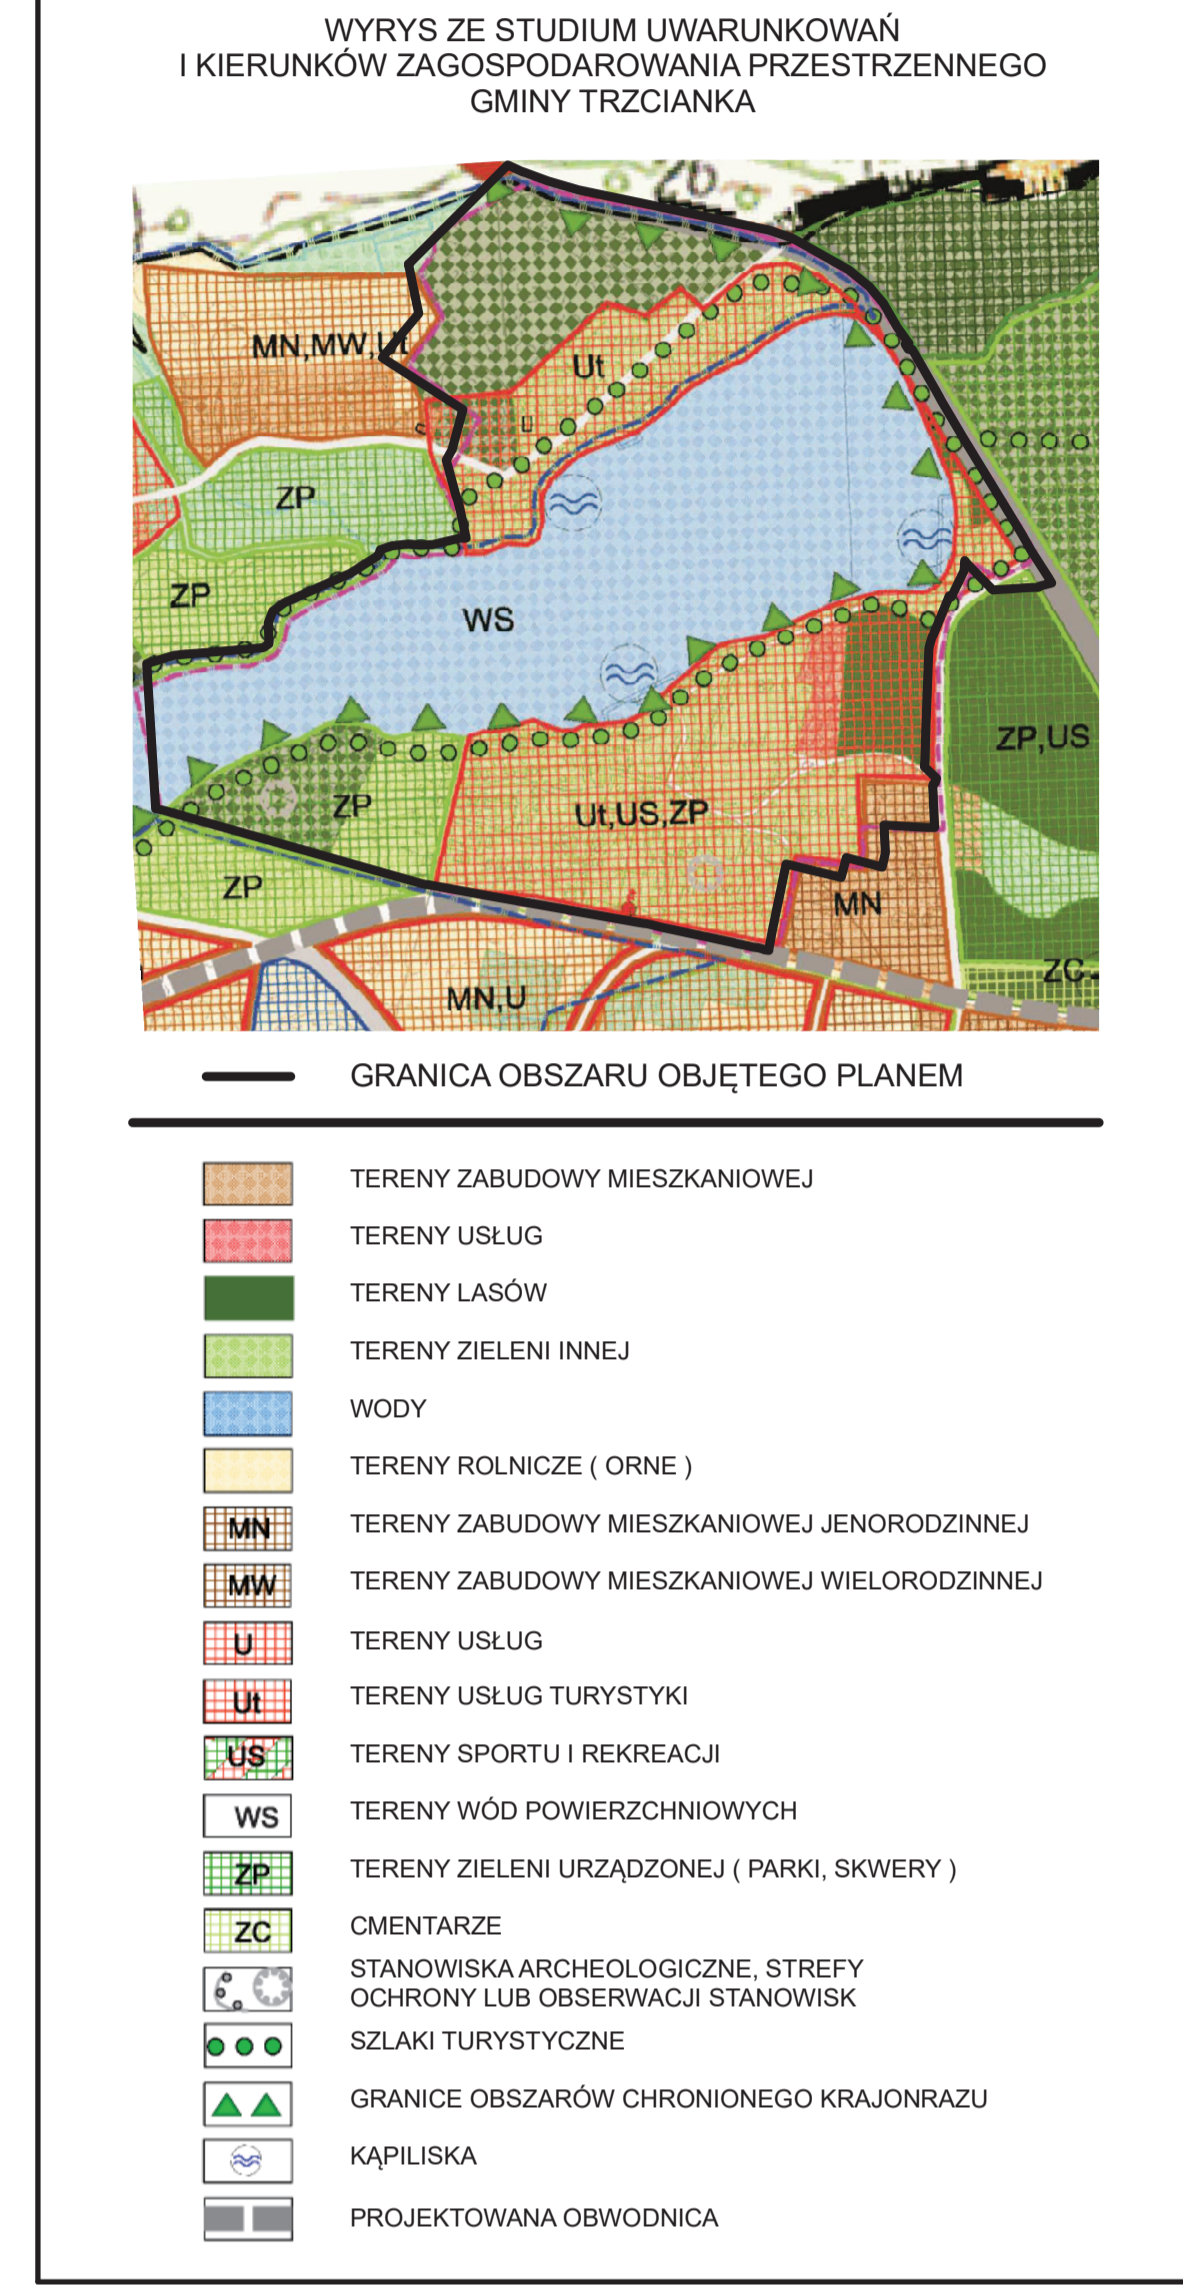 WYRYS ZE STUDIUM UWARUNKOWAŃ
I KIERUNKÓW ZAGOSPODAROWANIA PRZESTRZENNEGO
GMINY TRZCIANKA
MN,MW,Ut
Ut
U
ZP
ZP
WS
ZP,US
ZP
Ut,US,ZP
ZP
MN
ZC
MN,U
GRANICA OBSZARU OBJĘTEGO PLANEM
TERENY ZABUDOWY MIESZKANIOWEJ
TERENY USŁUG
TERENY LASÓW
TERENY ZIELENI INNEJ
WODY
TERENY ROLNICZE ( ORNE )
MN TERENY ZABUDOWY MIESZKANIOWEJ JENORODZINNEJ
MW TERENY ZABUDOWY MIESZKANIOWEJ WIELORODZINNEJ
U TERENY USŁUG
Ut TERENY USŁUG TURYSTYKI
US TERENY SPORTU I REKREACJI
WS TERENY WÓD POWIERZCHNIOWYCH
ZP TERENY ZIELENI URZĄDZONEJ ( PARKI, SKWERY )
ZC CMENTARZE
STANOWISKA ARCHEOLOGICZNE, STREFY
OCHRONY LUB OBSERWACJI STANOWISK
SZLAKI TURYSTYCZNE
GRANICE OBSZARÓW CHRONIONEGO KRAJONRAZU
KĄPILISKA
PROJEKTOWANA OBWODNICA